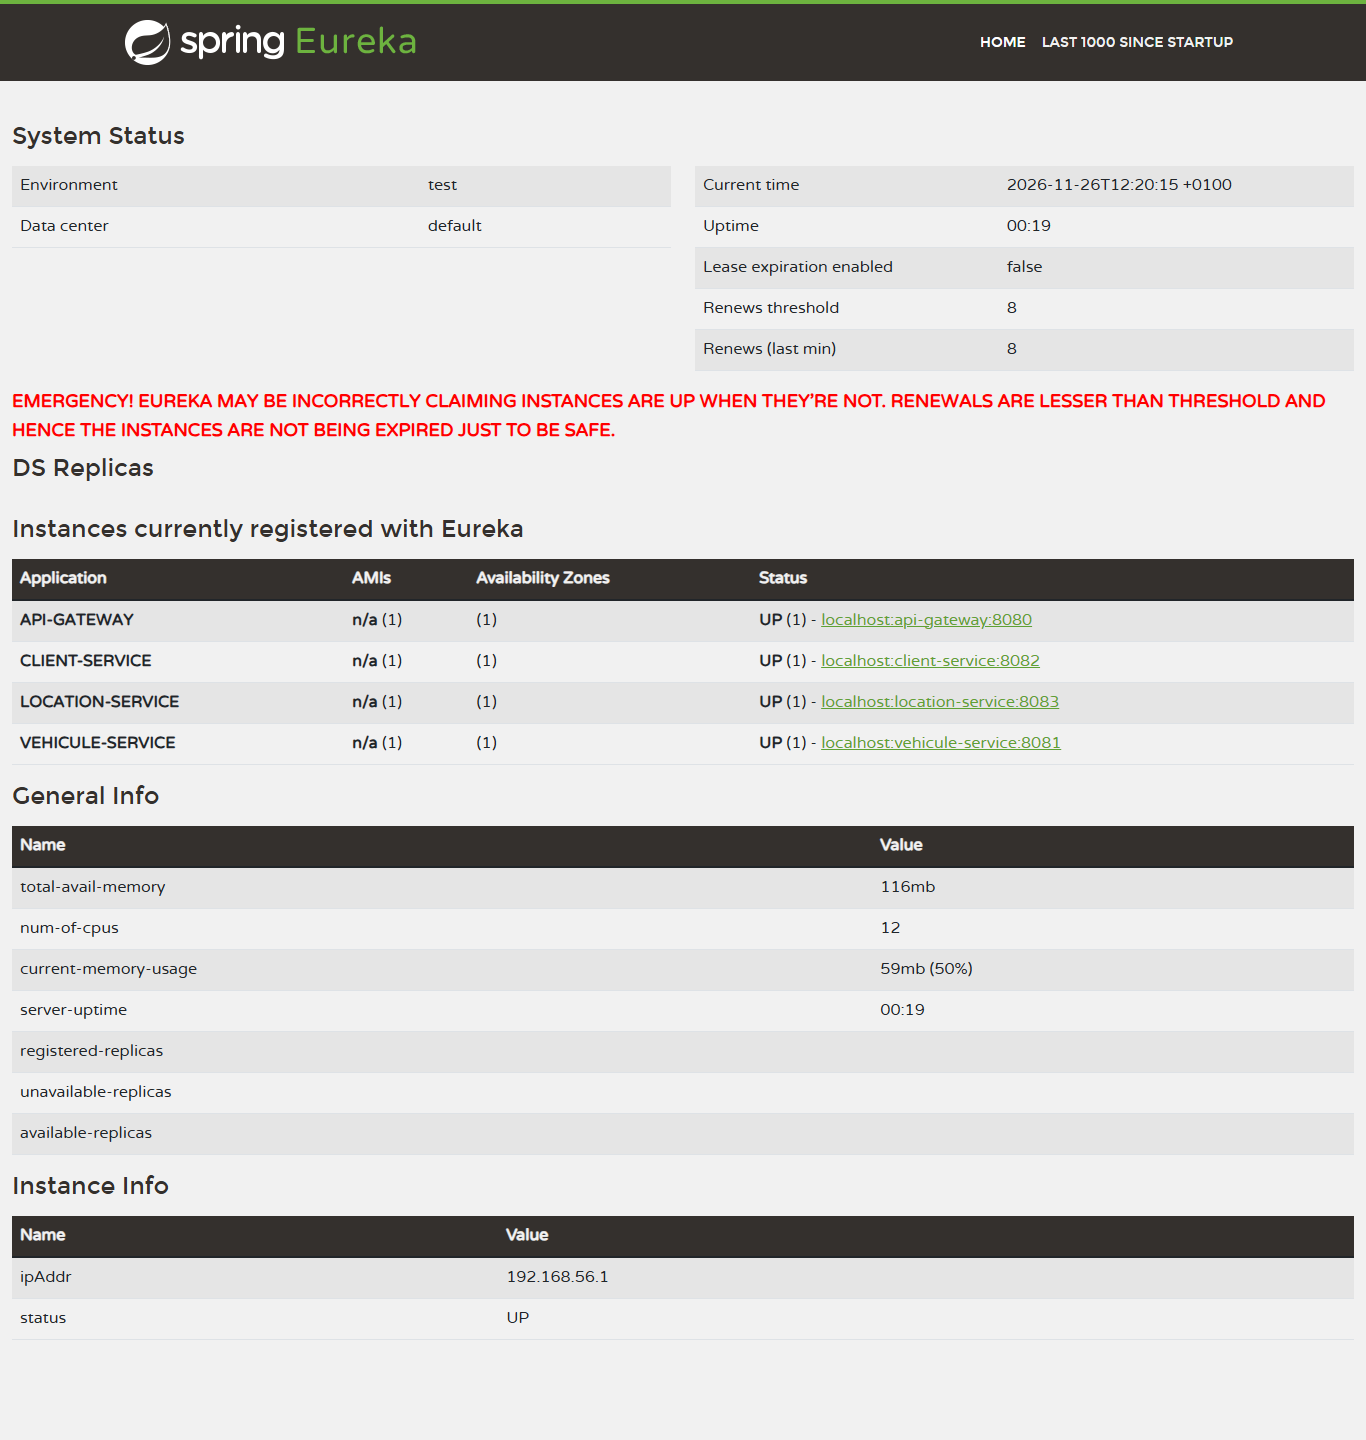 spring Eureka
HOME LAST 1000 SINCE STARTUP
System Status
Environment test
Data center default
Current time 2026-11-26T12:20:15 +0100
Uptime 00:19
Lease expiration enabled false
Renews threshold 8
Renews (last min) 8
EMERGENCY! EUREKA MAY BE INCORRECTLY CLAIMING INSTANCES ARE UP WHEN THEY'RE NOT. RENEWALS ARE LESSER THAN THRESHOLD AND
HENCE THE INSTANCES ARE NOT BEING EXPIRED JUST TO BE SAFE.
DS Replicas
Instances currently registered with Eureka
Application AMIs Availability Zones Status
API-GATEWAY n/a (1) (1) UP (1) - localhost:api-gateway:8080
CLIENT-SERVICE n/a (1) (1) UP (1) - localhost:client-service:8082
LOCATION-SERVICE n/a (1) (1) UP (1) - localhost:location-service:8083
VEHICULE-SERVICE n/a (1) (1) UP (1) - localhost:vehicule-service:8081
General Info
Name Value
total-avail-memory 116mb
num-of-cpus 12
current-memory-usage 59mb (50%)
server-uptime 00:19
registered-replicas
unavailable-replicas
available-replicas
Instance Info
Name Value
ipAddr 192.168.56.1
status UP